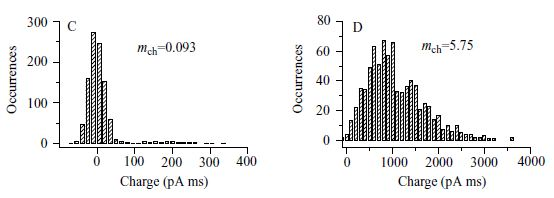 C
m_ch=0.093
Occurrences
300
200
100
0
0 100 200 300 400
Charge (pA ms)
D
m_ch=5.75
Occurrences
80
60
40
20
0
0 1000 2000 3000 4000
Charge (pA ms)